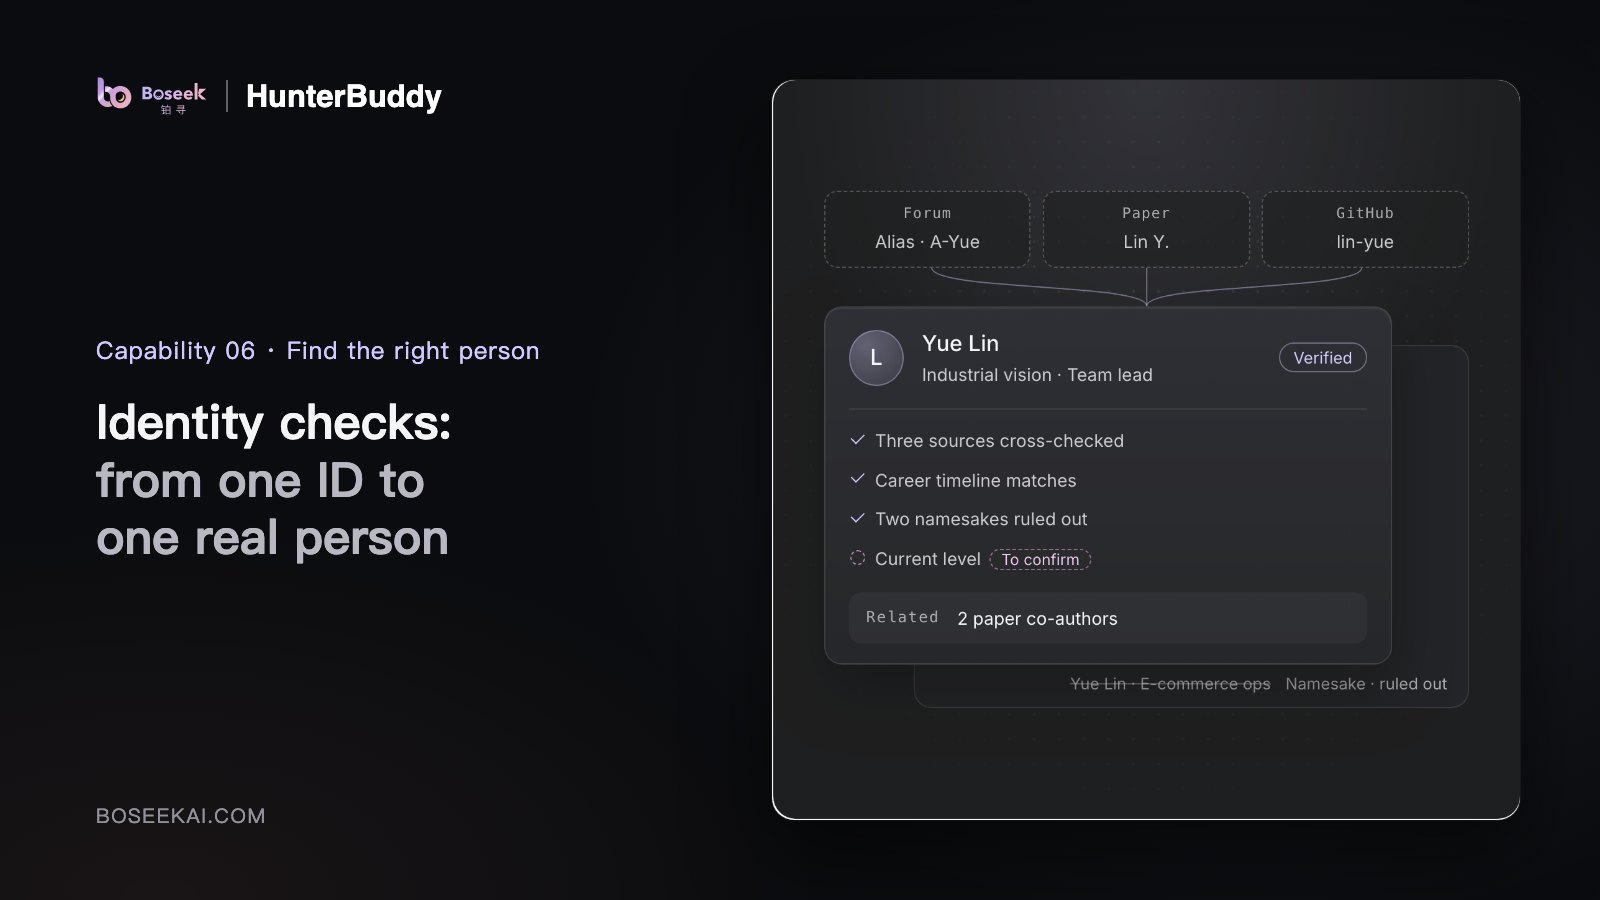 Boseek
铂寻
HunterBuddy
Capability 06 · Find the right person
Identity checks:
from one ID to
one real person
BOSEEKAI.COM
Forum
Alias · A-Yue
Paper
Lin Y.
GitHub
lin-yue
L
Yue Lin
Industrial vision · Team lead
Verified
Three sources cross-checked
Career timeline matches
Two namesakes ruled out
Current level To confirm
Related 2 paper co-authors
Yue Lin · E-commerce ops Namesake · ruled out